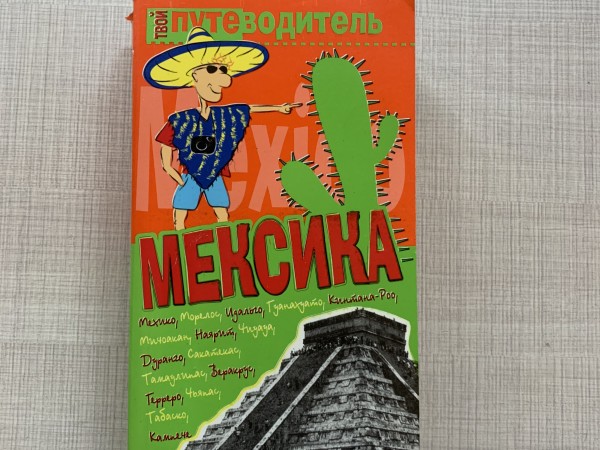 ТВОЙ ПУТЕВОДИТЕЛЬ
Mexico
МЕКСИКА
Мехико, Морелос, Идальго, Гуанахуато, Кинтана-Роо,
Мичоакан, Наярит, Чиуауа,
Дуранго, Сакатекас,
Тамаулипас, Веракрус,
Герреро, Чьяпас,
Табаско,
Кампече